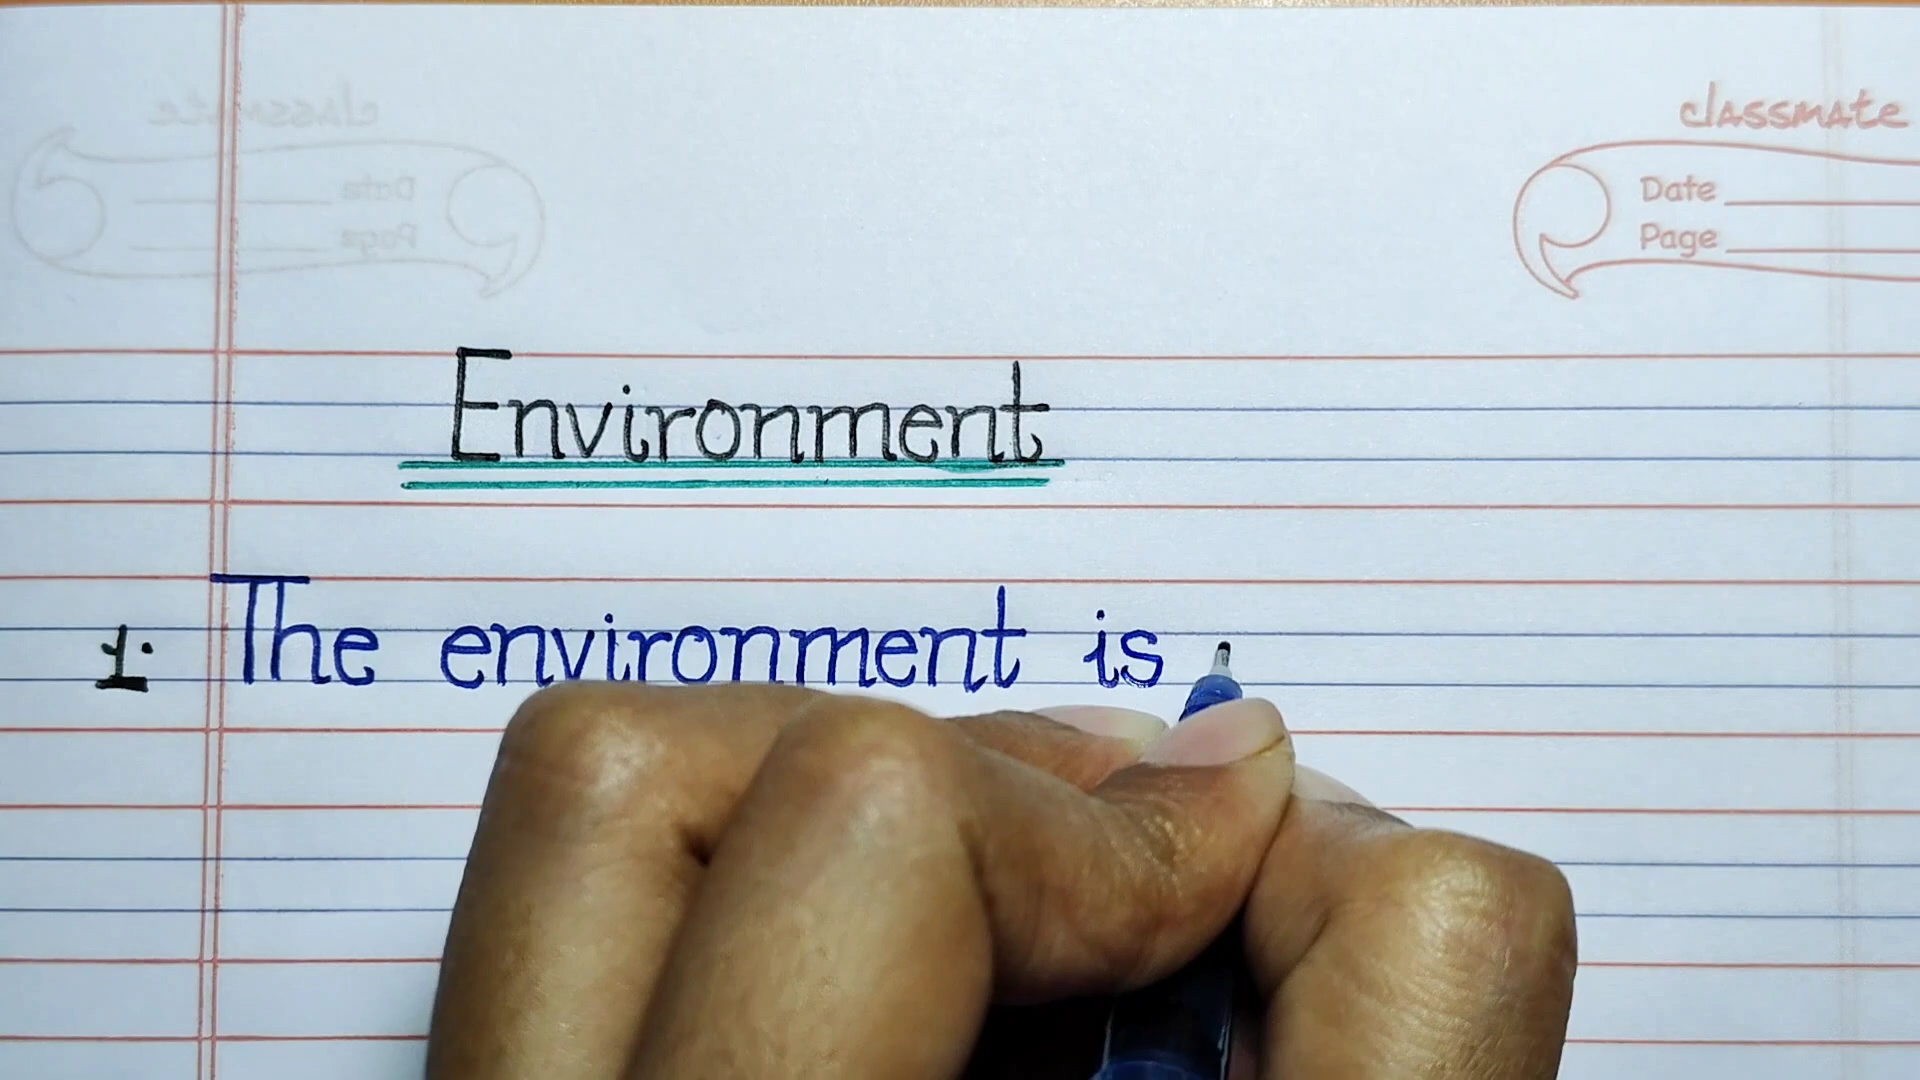 classmate
Date
Page
Environment
1. The environment is